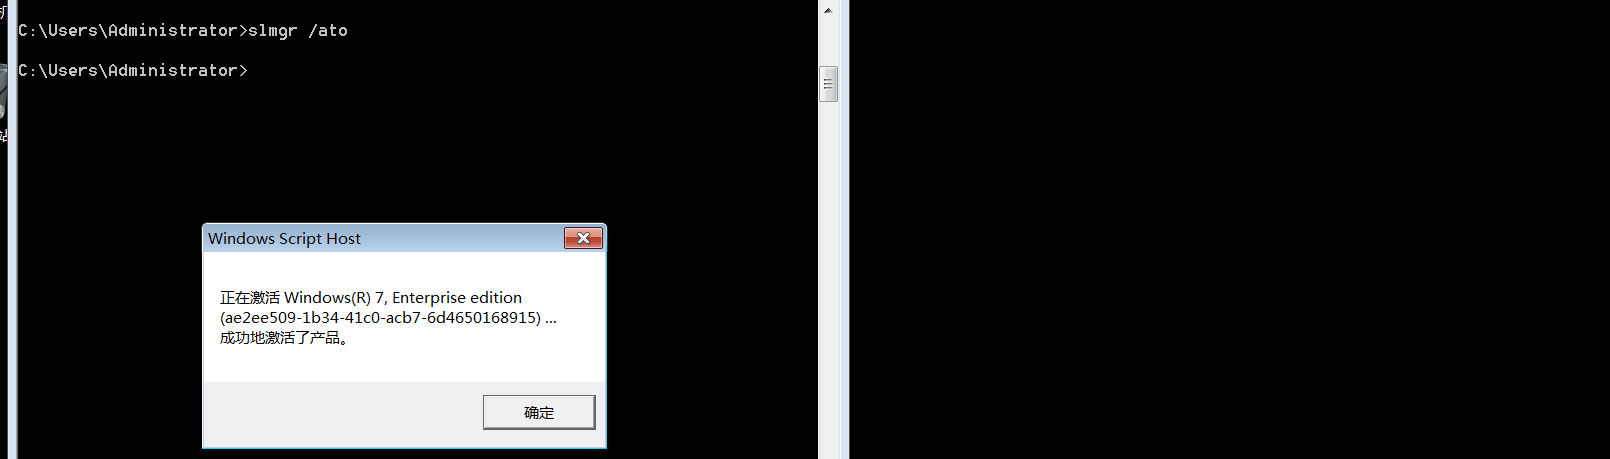 C:\Users\Administrator>slmgr /ato
C:\Users\Administrator>
站
Windows Script Host
正在激活 Windows(R) 7, Enterprise edition
(ae2ee509-1b34-41c0-acb7-6d4650168915) ...
成功地激活了产品。
确定